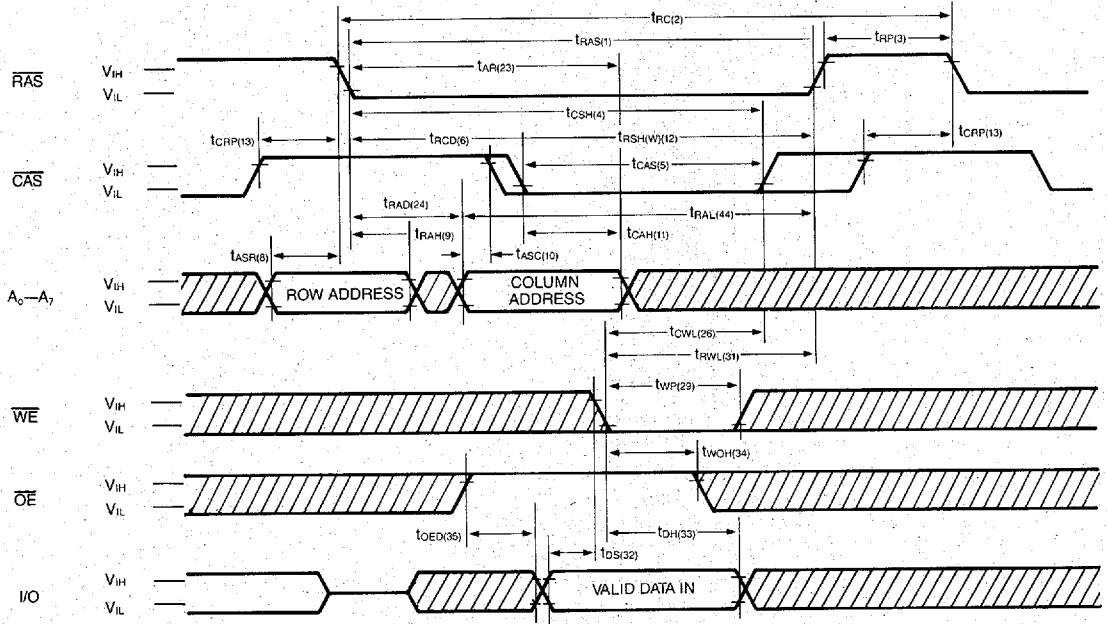 tRC(2)
tRAS(1)
tRP(3)
tAR(23)
RAS
VIH
VIL
tCSH(4)
tCRP(13)
tRCD(6)
tRSH(W)(12)
tCRP(13)
tCAS(5)
CAS
VIH
VIL
tRAD(24)
tRAL(44)
tRAH(9)
tCAH(11)
tASR(8)
tASC(10)
A0—A7
VIH
VIL
ROW ADDRESS
COLUMN
ADDRESS
tCWL(26)
tRWL(31)
tWP(29)
WE
VIH
VIL
tWOH(34)
OE
VIH
VIL
tOED(35)
tDH(33)
tDS(32)
I/O
VIH
VIL
VALID DATA IN